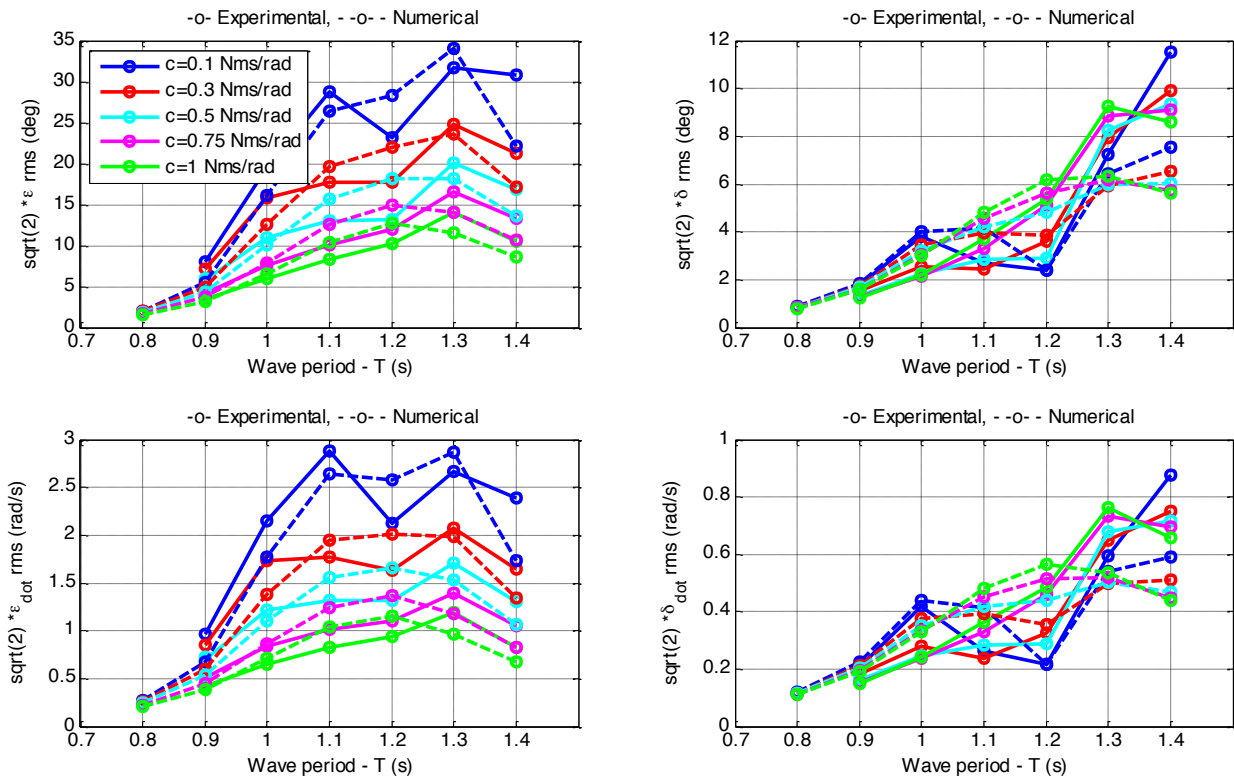 -o- Experimental, - -o- - Numerical
sqrt(2) *ε rms (deg)
35
30
25
20
15
10
5
0
c=0.1 Nms/rad
c=0.3 Nms/rad
c=0.5 Nms/rad
c=0.75 Nms/rad
c=1 Nms/rad
0.7 0.8 0.9 1 1.1 1.2 1.3 1.4
Wave period - T (s)
-o- Experimental, - -o- - Numerical
sqrt(2) *δ rms (deg)
12
10
8
6
4
2
0
0.7 0.8 0.9 1 1.1 1.2 1.3 1.4
Wave period - T (s)
-o- Experimental, - -o- - Numerical
sqrt(2) *ε_dot rms (rad/s)
3
2.5
2
1.5
1
0.5
0
0.7 0.8 0.9 1 1.1 1.2 1.3 1.4
Wave period - T (s)
-o- Experimental, - -o- - Numerical
sqrt(2) *δ_dot rms (rad/s)
1
0.8
0.6
0.4
0.2
0
0.7 0.8 0.9 1 1.1 1.2 1.3 1.4
Wave period - T (s)